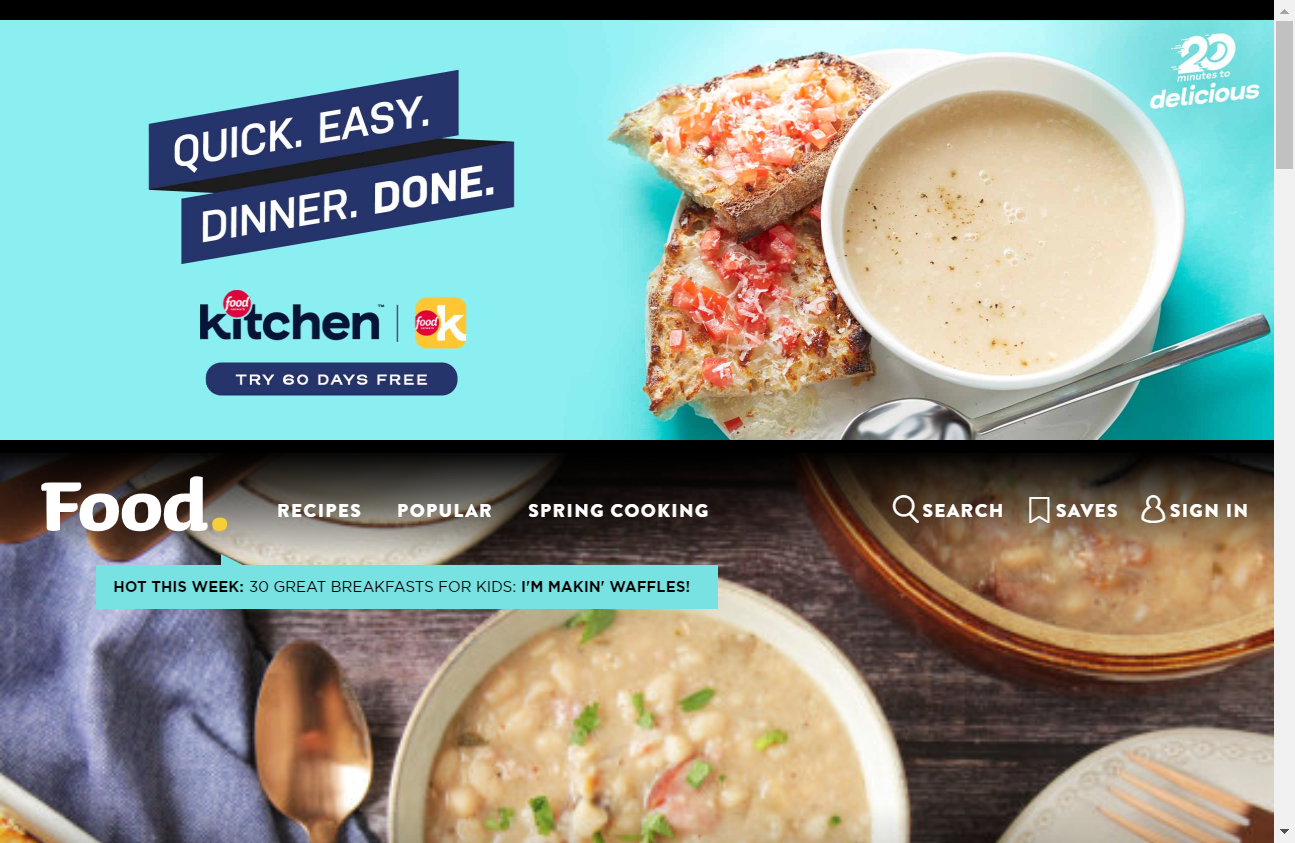 20
minutes to
delicious
QUICK. EASY.
DINNER. DONE.
food
kitchen™ | food k
TRY 60 DAYS FREE
Food.
RECIPES POPULAR SPRING COOKING SEARCH SAVES SIGN IN
HOT THIS WEEK: 30 GREAT BREAKFASTS FOR KIDS: I'M MAKIN' WAFFLES!